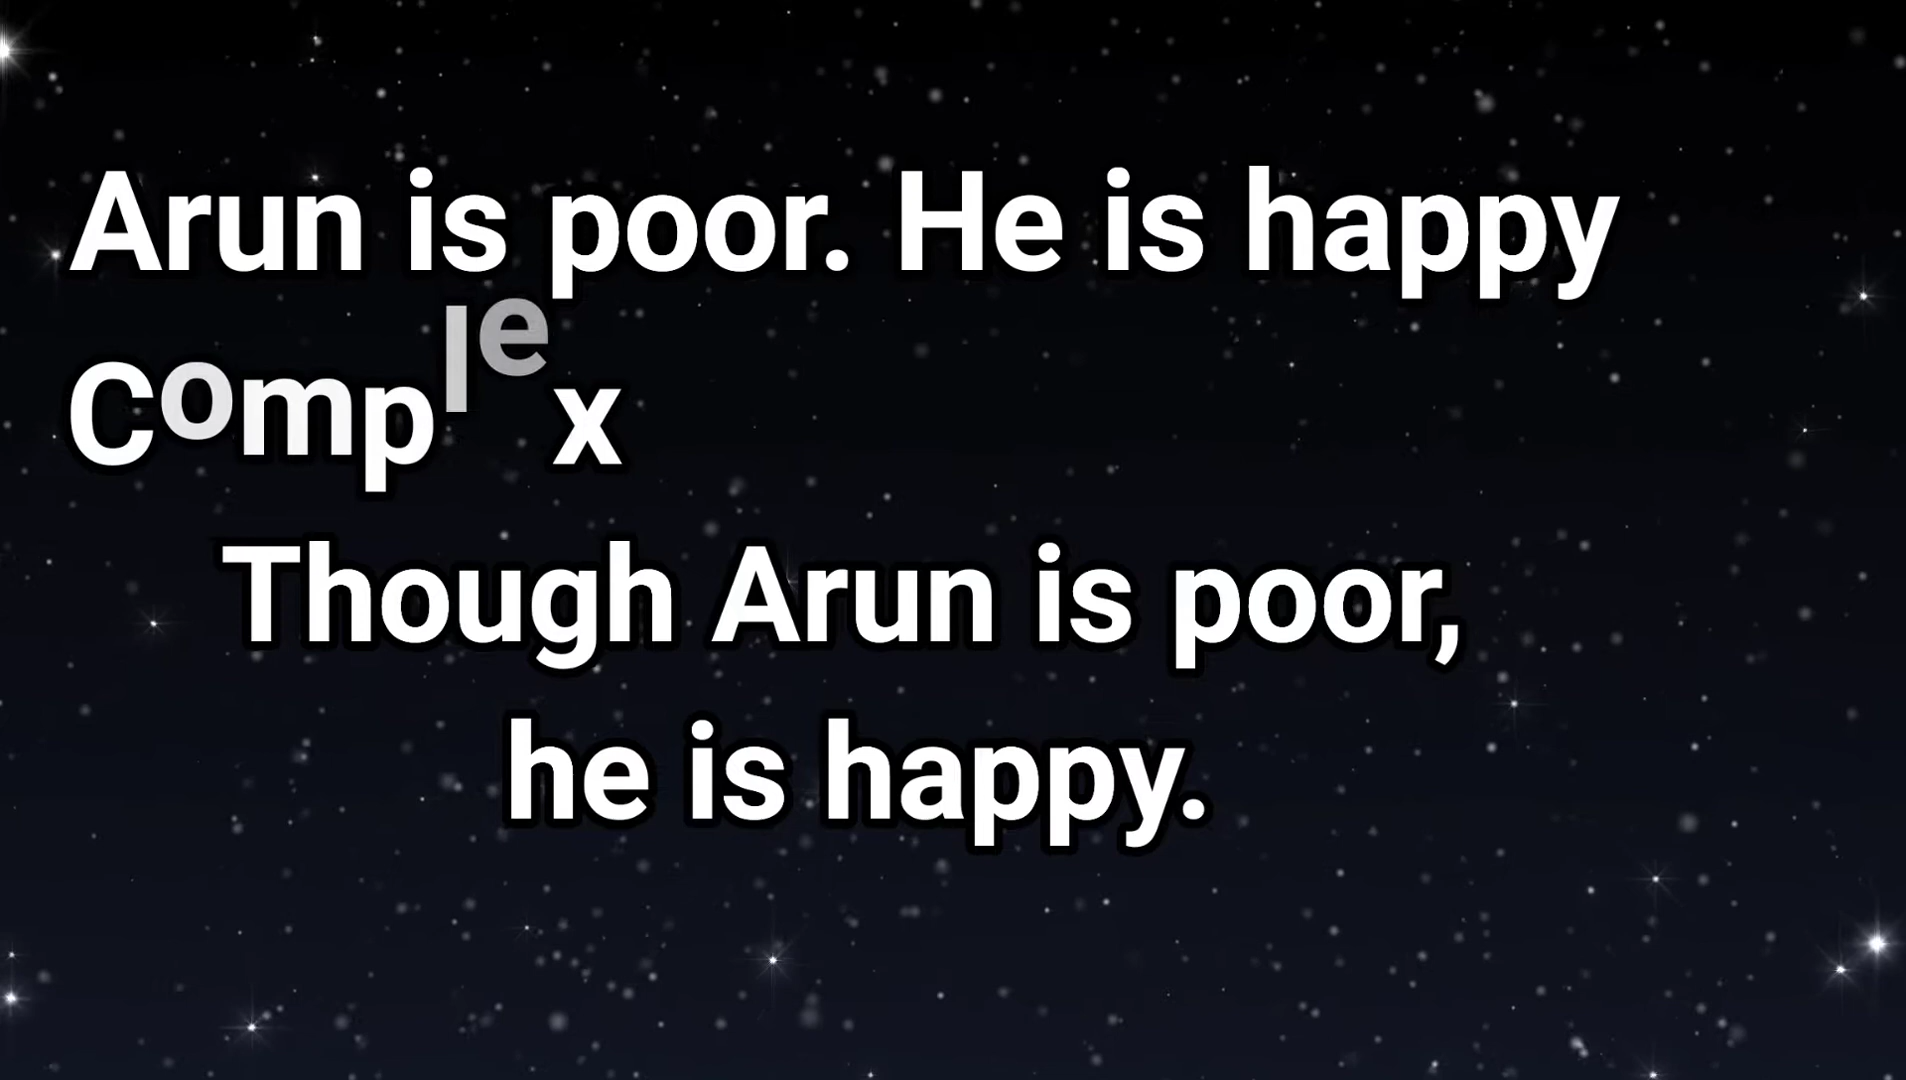 Arun is poor. He is happy
Complex
Though Arun is poor,
he is happy.